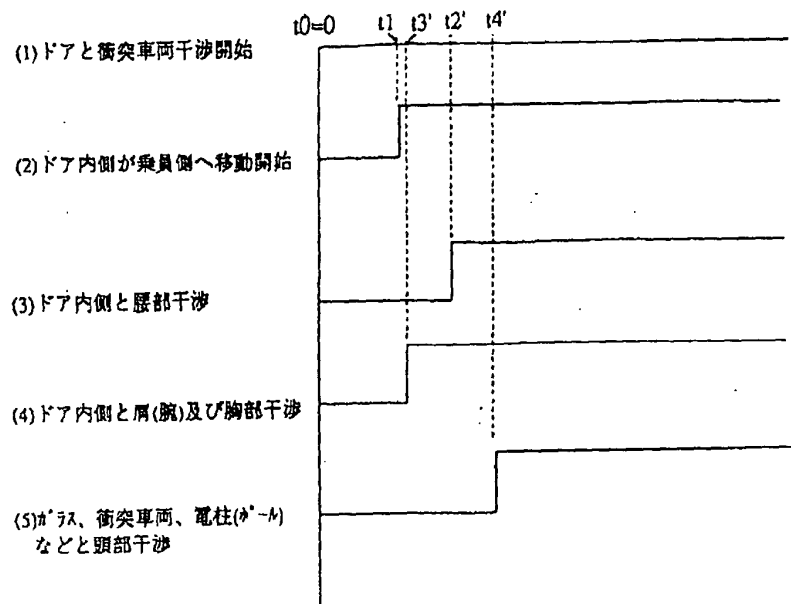 t0=0 t1 t3' t2' t4'
(1)ドアと衝突車両干渉開始
(2)ドア内側が乗員側へ移動開始
(3)ドア内側と腰部干渉
(4)ドア内側と肩(腕)及び胸部干渉
(5)ｶﾞﾗｽ、衝突車両、電柱(ﾎﾟｰﾙ)
などと頭部干渉